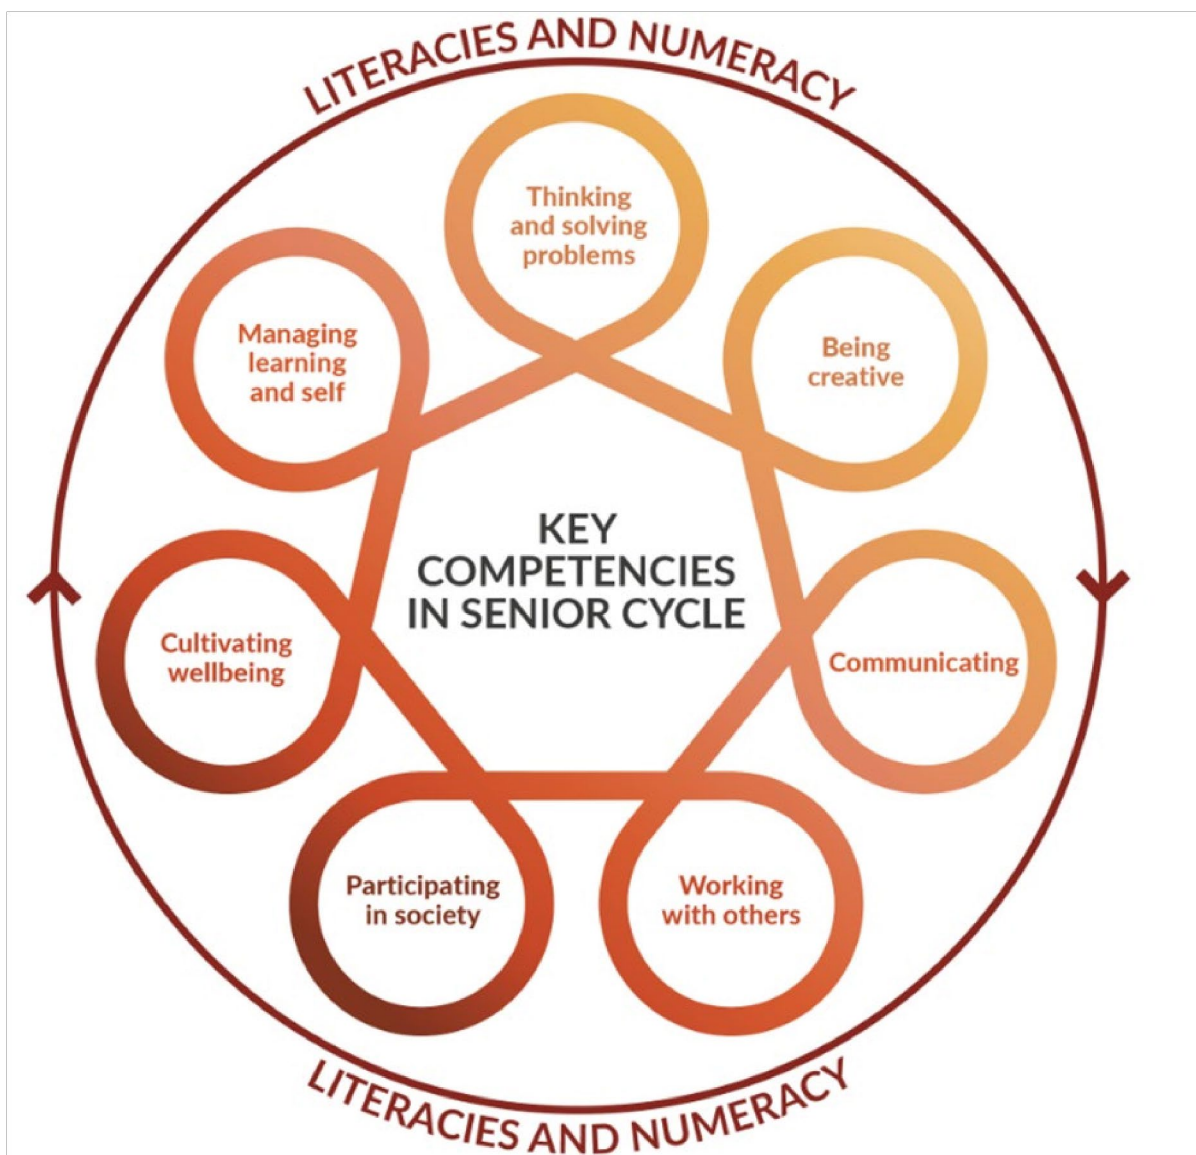 LITERACIES AND NUMERACY
Thinking
and solving
problems
Being
creative
Communicating
Working
with others
Participating
in society
Cultivating
wellbeing
Managing
learning
and self
KEY
COMPETENCIES
IN SENIOR CYCLE
LITERACIES AND NUMERACY